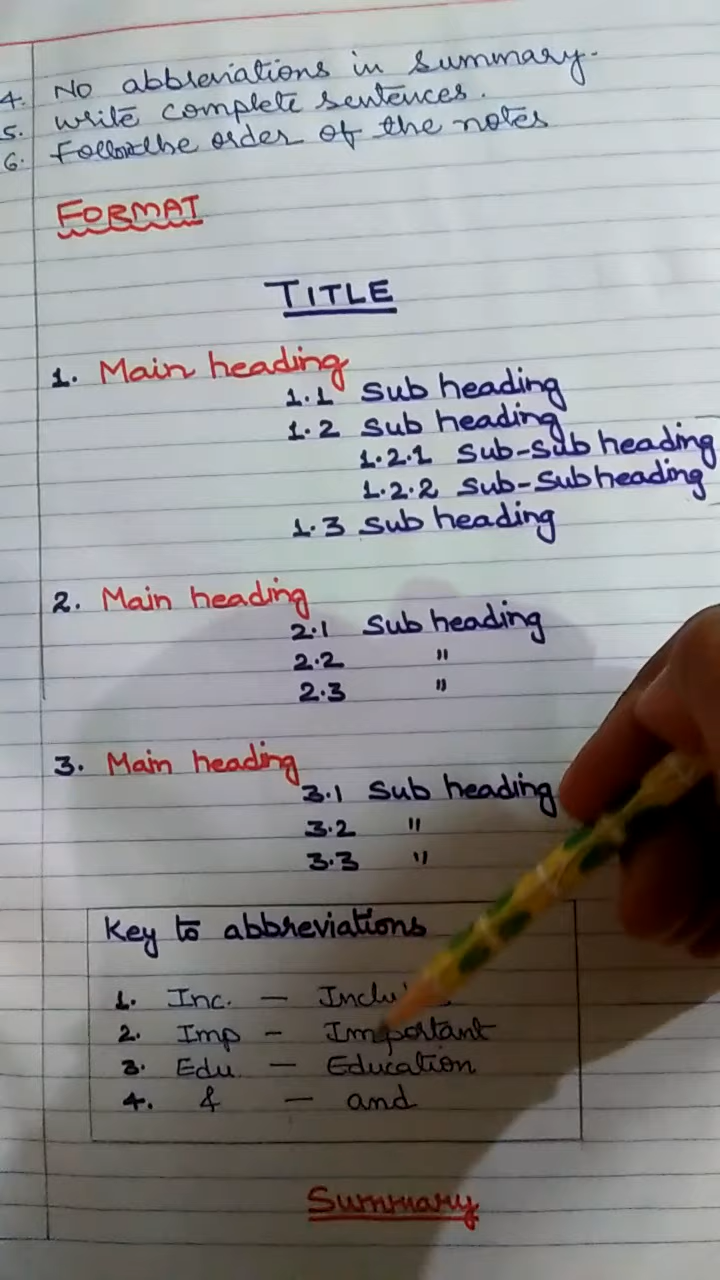 4. No abbreviations in summary.
5. Write complete sentences.
6. Follow the order of the notes
FORMAT
TITLE
1. Main heading
1.1 Sub heading
1.2 Sub heading
1.2.1 Sub-Sub heading
1.2.2 Sub-Sub heading
1.3 Sub heading
2. Main heading
2.1 Sub heading
2.2 "
2.3 "
3. Main heading
3.1 Sub heading
3.2 "
3.3 "
Key to abbreviations
1. Inc. -
2. Imp - Important
3. Edu. - Education
4. & - and
Summary